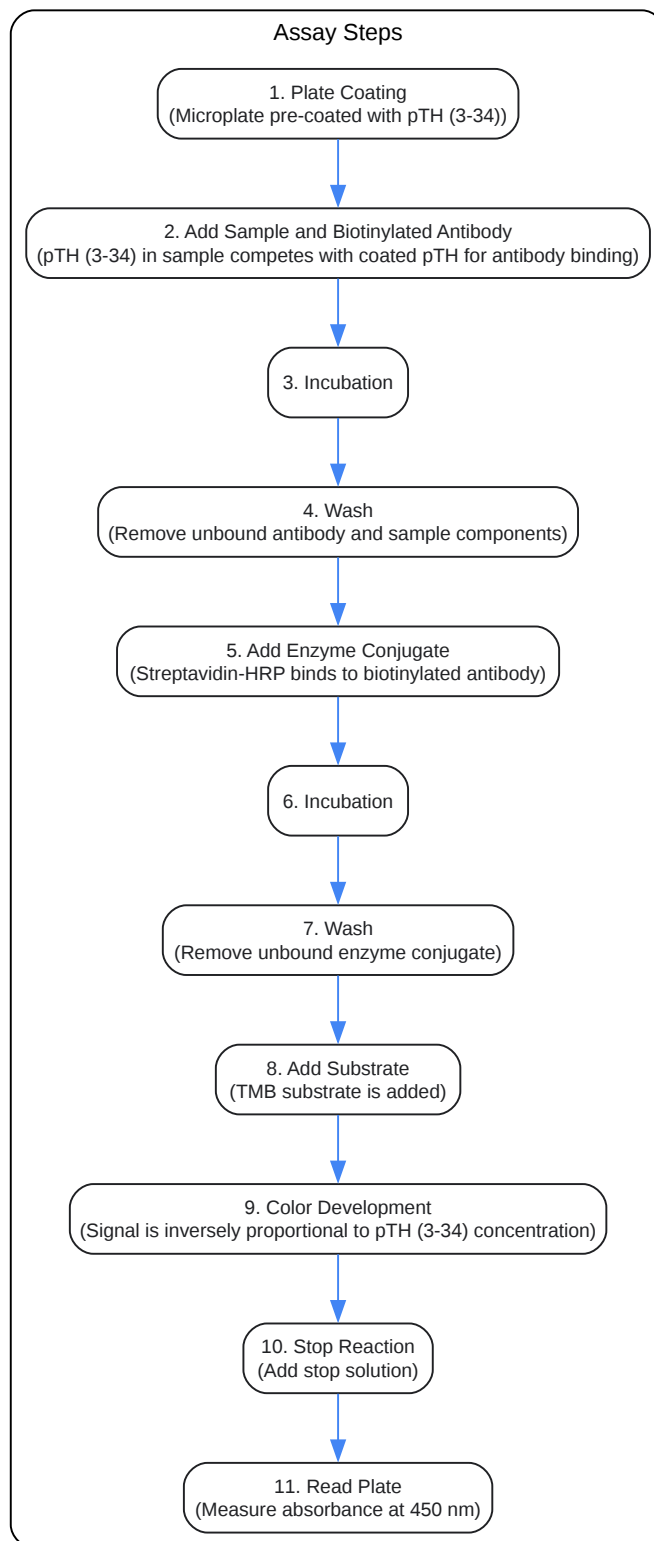 Assay Steps
1. Plate Coating
(Microplate pre-coated with pTH (3-34))
2. Add Sample and Biotinylated Antibody
(pTH (3-34) in sample competes with coated pTH for antibody binding)
3. Incubation
4. Wash
(Remove unbound antibody and sample components)
5. Add Enzyme Conjugate
(Streptavidin-HRP binds to biotinylated antibody)
6. Incubation
7. Wash
(Remove unbound enzyme conjugate)
8. Add Substrate
(TMB substrate is added)
9. Color Development
(Signal is inversely proportional to pTH (3-34) concentration)
10. Stop Reaction
(Add stop solution)
11. Read Plate
(Measure absorbance at 450 nm)